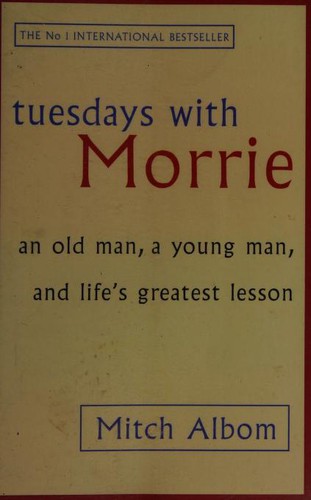 THE No 1 INTERNATIONAL BESTSELLER
tuesdays with
Morrie
an old man, a young man,
and life's greatest lesson
Mitch Albom